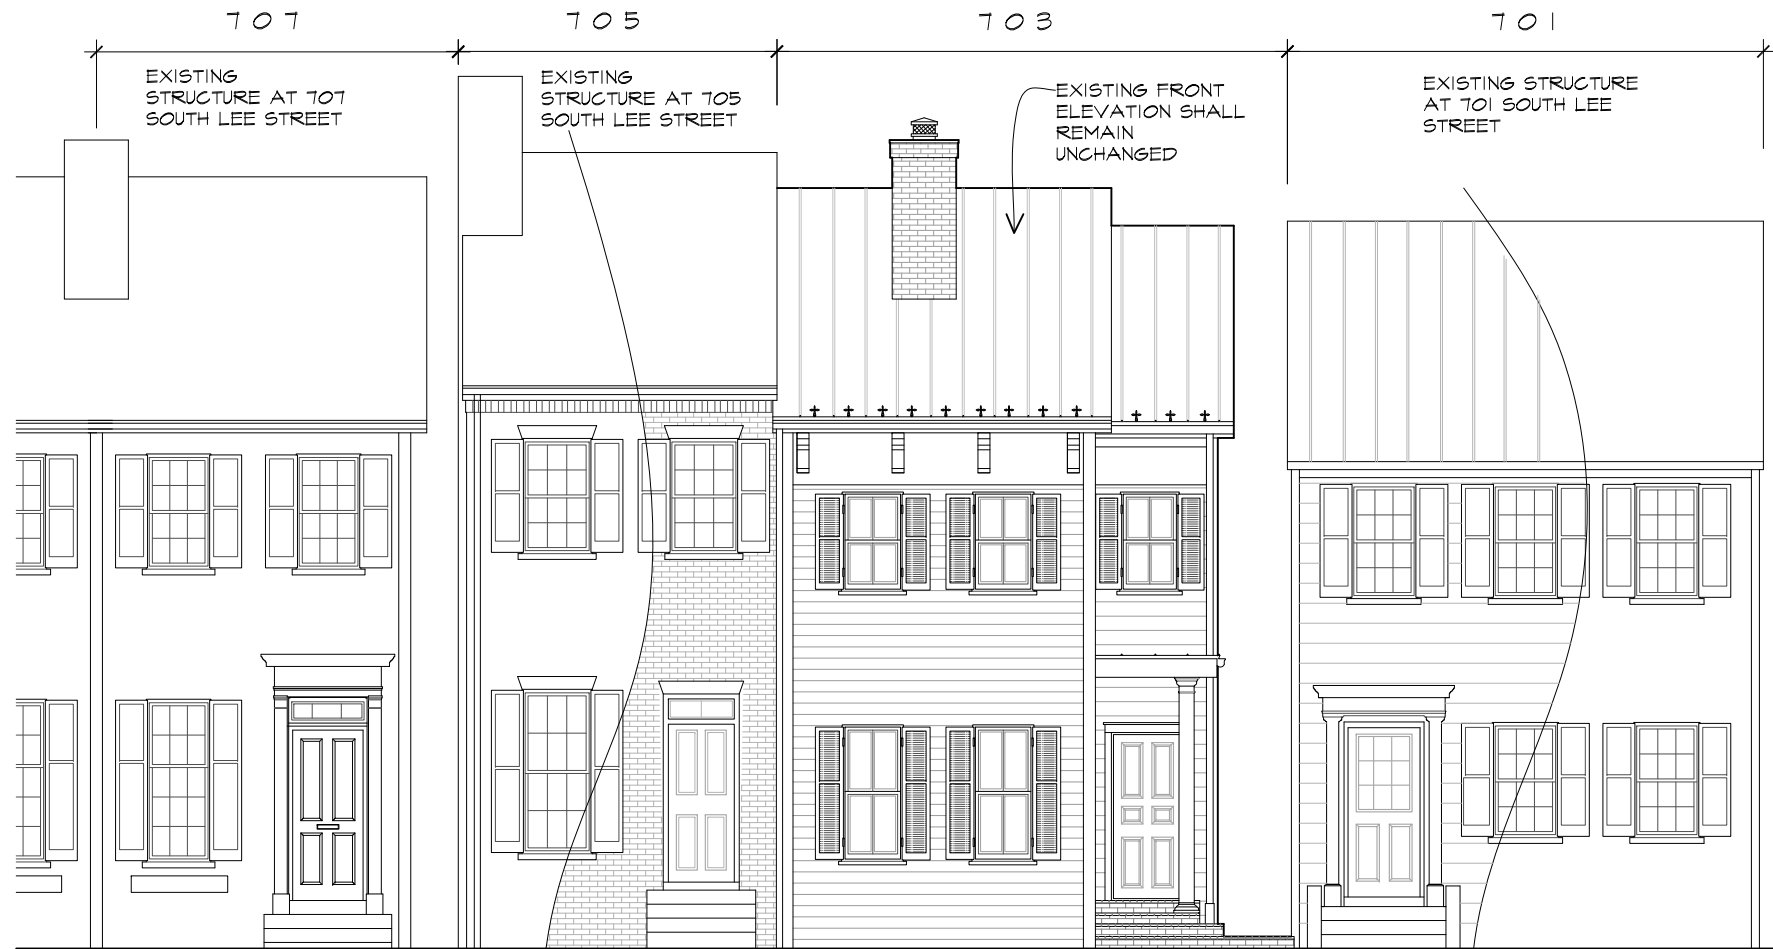 707 705 703 701
EXISTING
STRUCTURE AT 707
SOUTH LEE STREET
EXISTING
STRUCTURE AT 705
SOUTH LEE STREET
EXISTING FRONT
ELEVATION SHALL
REMAIN
UNCHANGED
EXISTING STRUCTURE
AT 701 SOUTH LEE
STREET